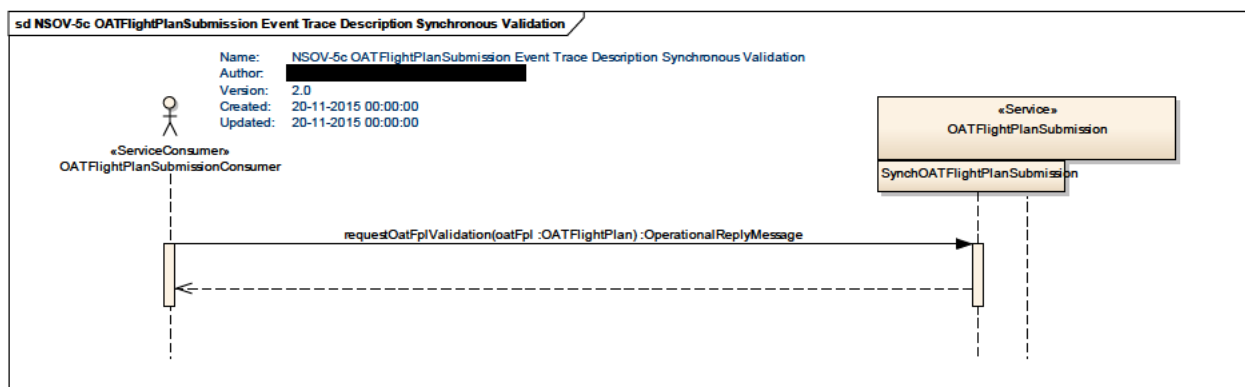 sd NSOV-5c OATFlightPlanSubmission Event Trace Description Synchronous Validation
Name: NSOV-5c OATFlightPlanSubmission Event Trace Description Synchronous Validation
Author:
Version: 2.0
Created: 20-11-2015 00:00:00
Updated: 20-11-2015 00:00:00
«ServiceConsumer»
OATFlightPlanSubmissionConsumer
«Service»
OATFlightPlanSubmission
SynchOATFlightPlanSubmission
requestOatFplValidation(oatFpl :OATFlightPlan) :OperationalReplyMessage